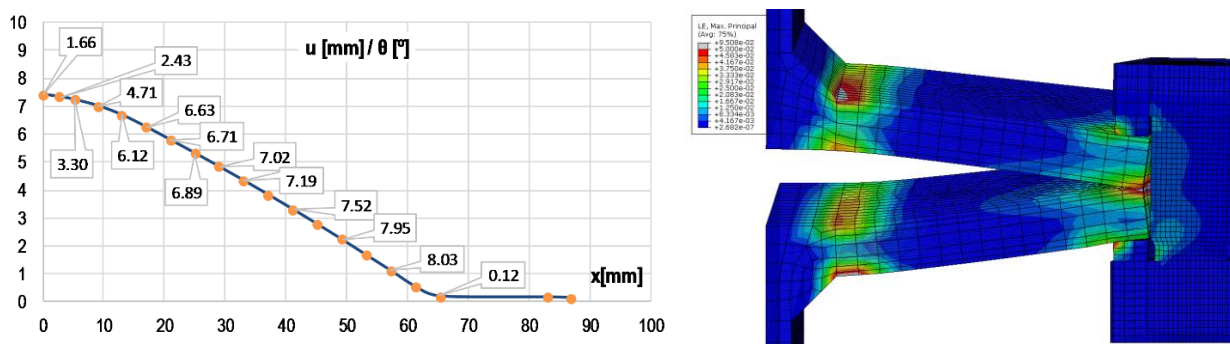 u [mm] / θ [º]
10
9
8
7
6
5
4
3
2
1
0
1.66
2.43
4.71
6.63
6.71
7.02
7.19
7.52
7.95
8.03
0.12
3.30
6.12
6.89
x[mm]
0 10 20 30 40 50 60 70 80 90 100
LE, Max. Principal
(Avg: 75%)
+9.508e-02
+5.000e-02
+4.583e-02
+4.167e-02
+3.750e-02
+3.333e-02
+2.917e-02
+2.500e-02
+2.083e-02
+1.667e-02
+1.250e-02
+8.334e-03
+4.167e-03
+2.682e-07